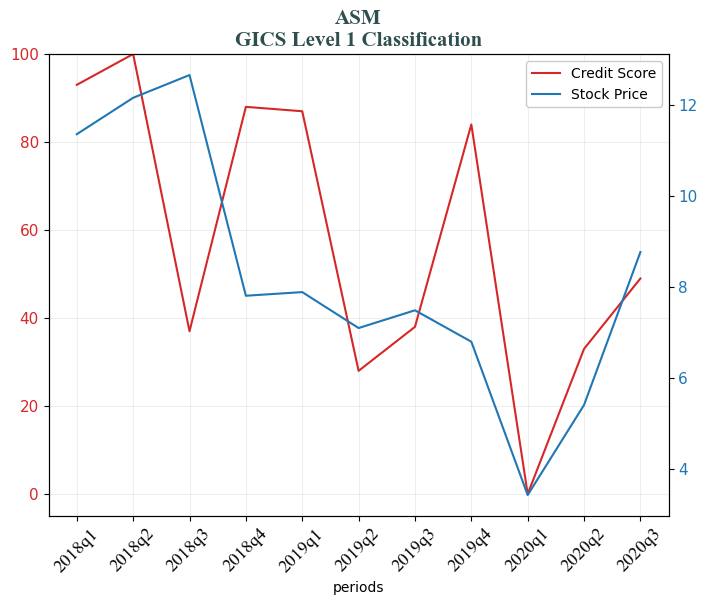 ASM
GICS Level 1 Classification
Credit Score
Stock Price
100
80
60
40
20
0
12
10
8
6
4
2018q1
2018q2
2018q3
2018q4
2019q1
2019q2
2019q3
2019q4
2020q1
2020q2
2020q3
periods